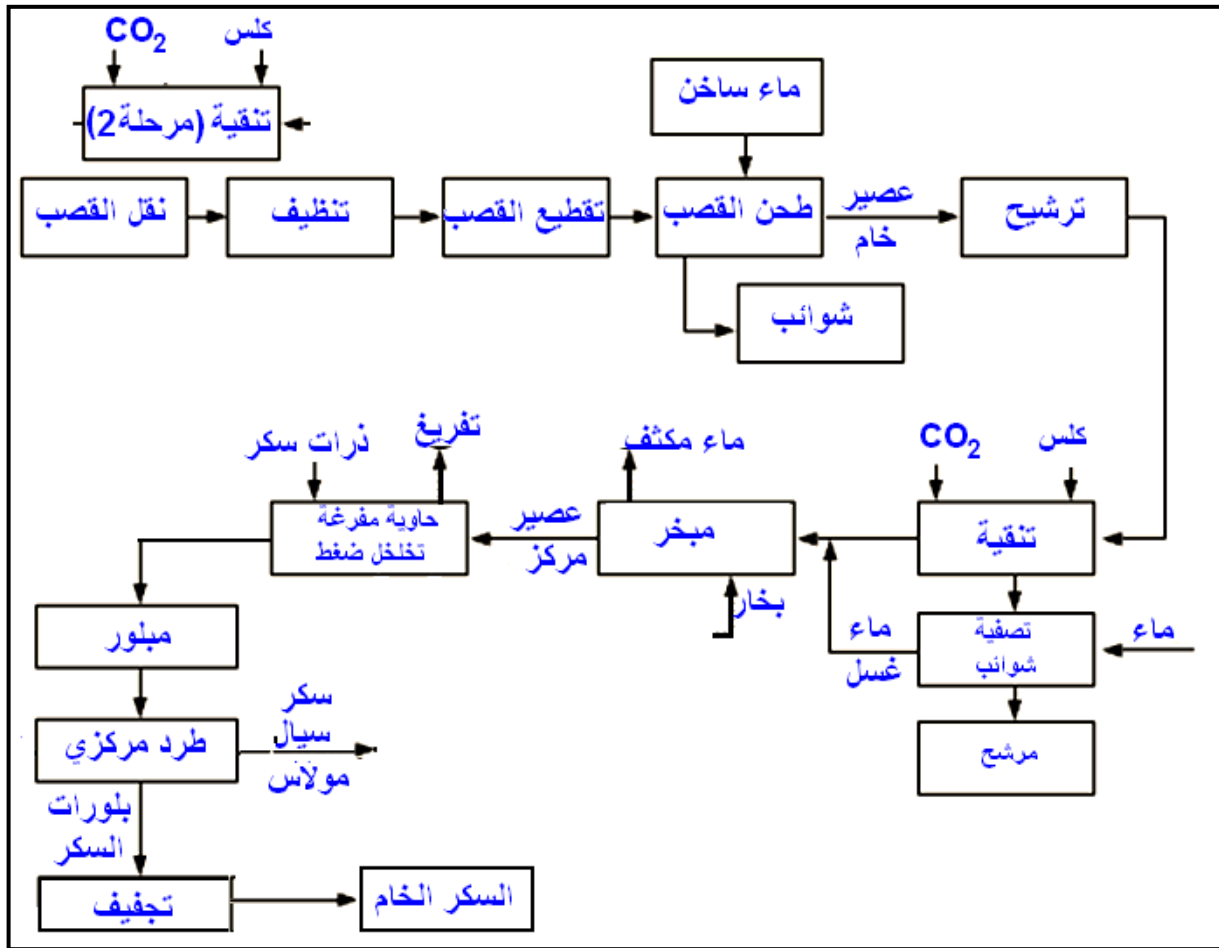 CO2
كلس
تنقية (مرحلة2)
ماء ساخن
نقل القصب
تنظيف
تقطيع القصب
طحن القصب
عصير
خام
ترشيح
شوائب
ذرات سكر
تفريغ
ماء مكثف
CO2
كلس
حاوية مفرغة
تخلخل ضغط
عصير
مركز
مبخر
تنقية
بخار
ماء
غسل
تصفية
شوائب
ماء
مرشح
مبلور
طرد مركزي
سكر
سيال
مولاس
بلورات
السكر
تجفيف
السكر الخام